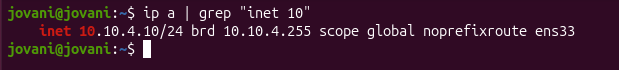 jovani@jovani:~$ ip a | grep "inet 10"
    inet 10.10.4.10/24 brd 10.10.4.255 scope global noprefixroute ens33
jovani@jovani:~$